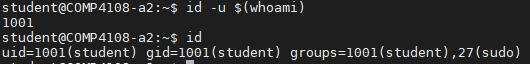 student@COMP4108-a2:~$ id -u $(whoami)
1001
student@COMP4108-a2:~$ id
uid=1001(student) gid=1001(student) groups=1001(student),27(sudo)